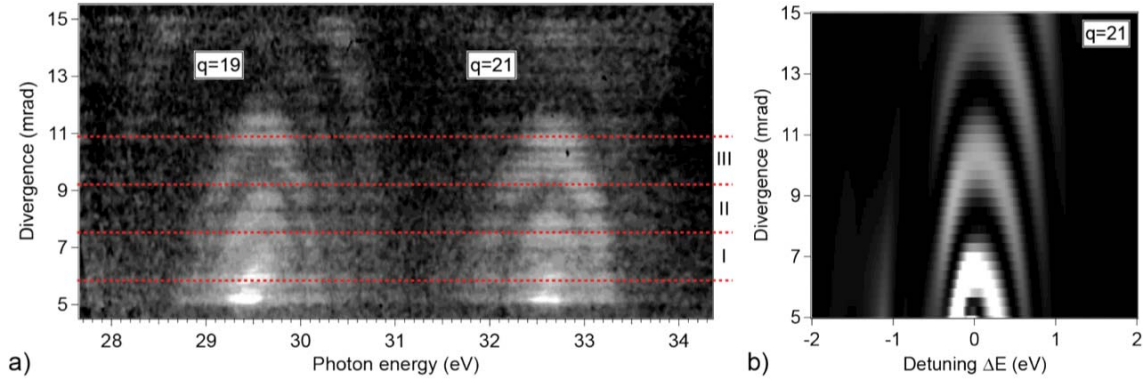 15
13
11
9
7
5
Divergence (mrad)
q=19
q=21
III
II
I
28
29
30
31
32
33
34
Photon energy (eV)
a)
15
13
11
9
7
5
Divergence (mrad)
q=21
-2
-1
0
1
2
Detuning ΔE (eV)
b)